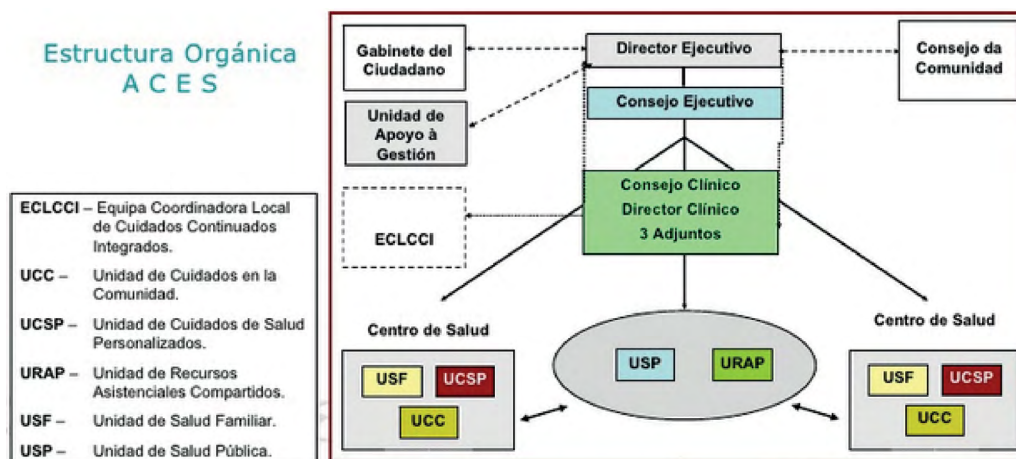 Estructura Orgánica
A C E S
ECLCCI – Equipa Coordinadora Local
de Cuidados Continuados
Integrados.
UCC – Unidad de Cuidados en la
Comunidad.
UCSP – Unidad de Cuidados de Salud
Personalizados.
URAP – Unidad de Recursos
Asistenciales Compartidos.
USF – Unidad de Salud Familiar.
USP – Unidad de Salud Pública.
Gabinete del
Ciudadano
Director Ejecutivo
Consejo da
Comunidad
Unidad de
Apoyo à
Gestión
Consejo Ejecutivo
Consejo Clínico
Director Clínico
3 Adjuntos
ECLCCI
Centro de Salud
USF
UCSP
UCC
USP
URAP
Centro de Salud
USF
UCSP
UCC